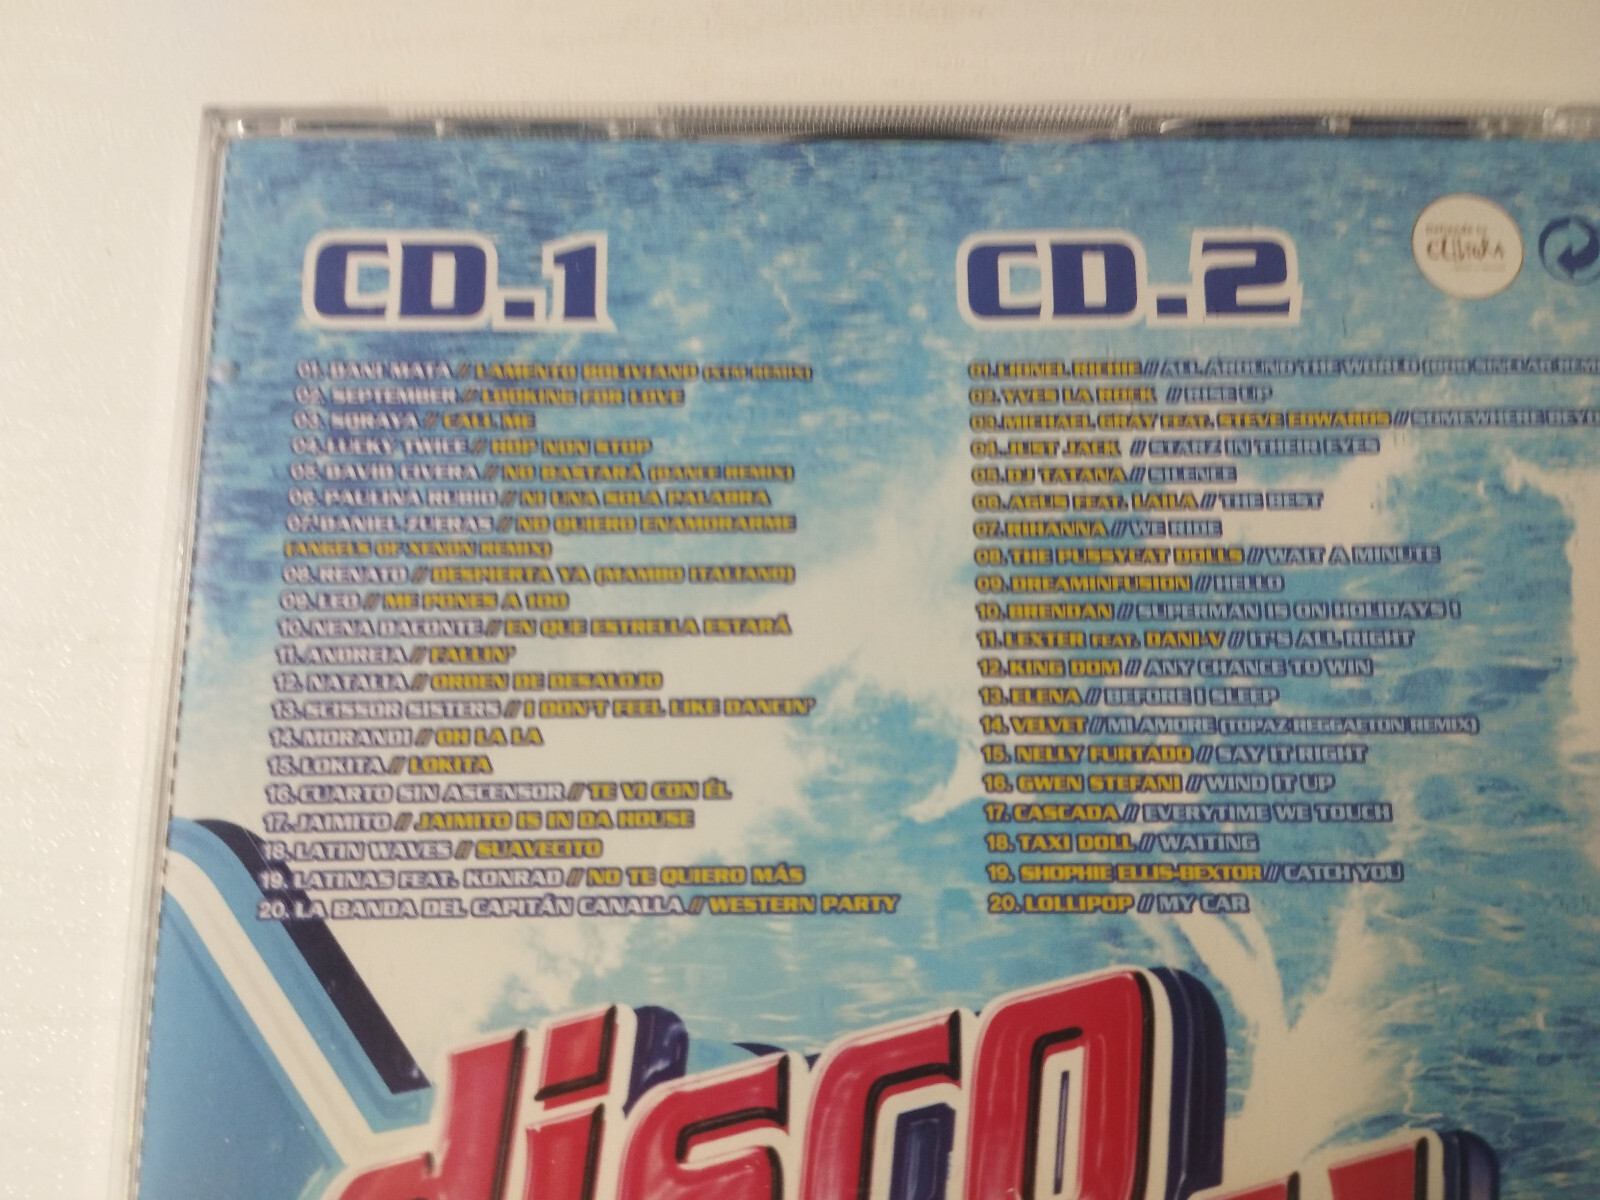 CD.1
01. DANI MATA // LAMENTO BOLIVIANO (XTM REMIX)
02. SEPTEMBER // LOOKING FOR LOVE
03. SORAYA // CALL ME
04. LUCKY TWICE // HOP NON STOP
05. DAVID CIVERA // NO BASTARÁ (DANCE REMIX)
06. PAULINA RUBIO // NI UNA SOLA PALABRA
07. DANIEL ZUERAS // NO QUIERO ENAMORARME
(ANGELS OF XENON REMIX)
08. RENATO // DESPIERTA YA (MAMBO ITALIANO)
09. LEO // ME PONES A 100
10. NENA DACONTE // EN QUE ESTRELLA ESTARÁ
11. ANDREIA // FALLIN'
12. NATALIA // ORDEN DE DESALOJO
13. SCISSOR SISTERS // I DON'T FEEL LIKE DANCIN'
14. MORANDI // OH LA LA
15. LOKITA // LOKITA
16. CUARTO SIN ASCENSOR // TE VI CON ÉL
17. JAIMITO // JAIMITO IS IN DA HOUSE
18. LATIN WAVES // SUAVECITO
19. LATINAS FEAT. KONRAD // NO TE QUIERO MÁS
20. LA BANDA DEL CAPITÁN CANALLA // WESTERN PARTY
CD.2
01. LIONEL RICHIE // ALL AROUND THE WORLD (BOB SINCLAR REM
02. YVES LA ROCK // RISE UP
03. MICHAEL GRAY FEAT. STEVE EDWARDS // SOMEWHERE BEYO
04. JUST JACK // STARZ IN THEIR EYES
05. DJ TATANA // SILENCE
06. AGUS FEAT. LAILA // THE BEST
07. RIHANNA // WE RIDE
08. THE PUSSYCAT DOLLS // WAIT A MINUTE
09. DREAMINFUSION // HELLO
10. BRENDAN // SUPERMAN IS ON HOLIDAYS !
11. LEXTER FEAT. DANI-V // IT'S ALL RIGHT
12. KING DOM // ANY CHANCE TO WIN
13. ELENA // BEFORE I SLEEP
14. VELVET // MI AMORE (TOPAZ REGGAETON REMIX)
15. NELLY FURTADO // SAY IT RIGHT
16. GWEN STEFANI // WIND IT UP
17. CASCADA // EVERYTIME WE TOUCH
18. TAXI DOLL // WAITING
19. SHOPHIE ELLIS-BEXTOR // CATCH YOU
20. LOLLIPOP // MY CAR
disco